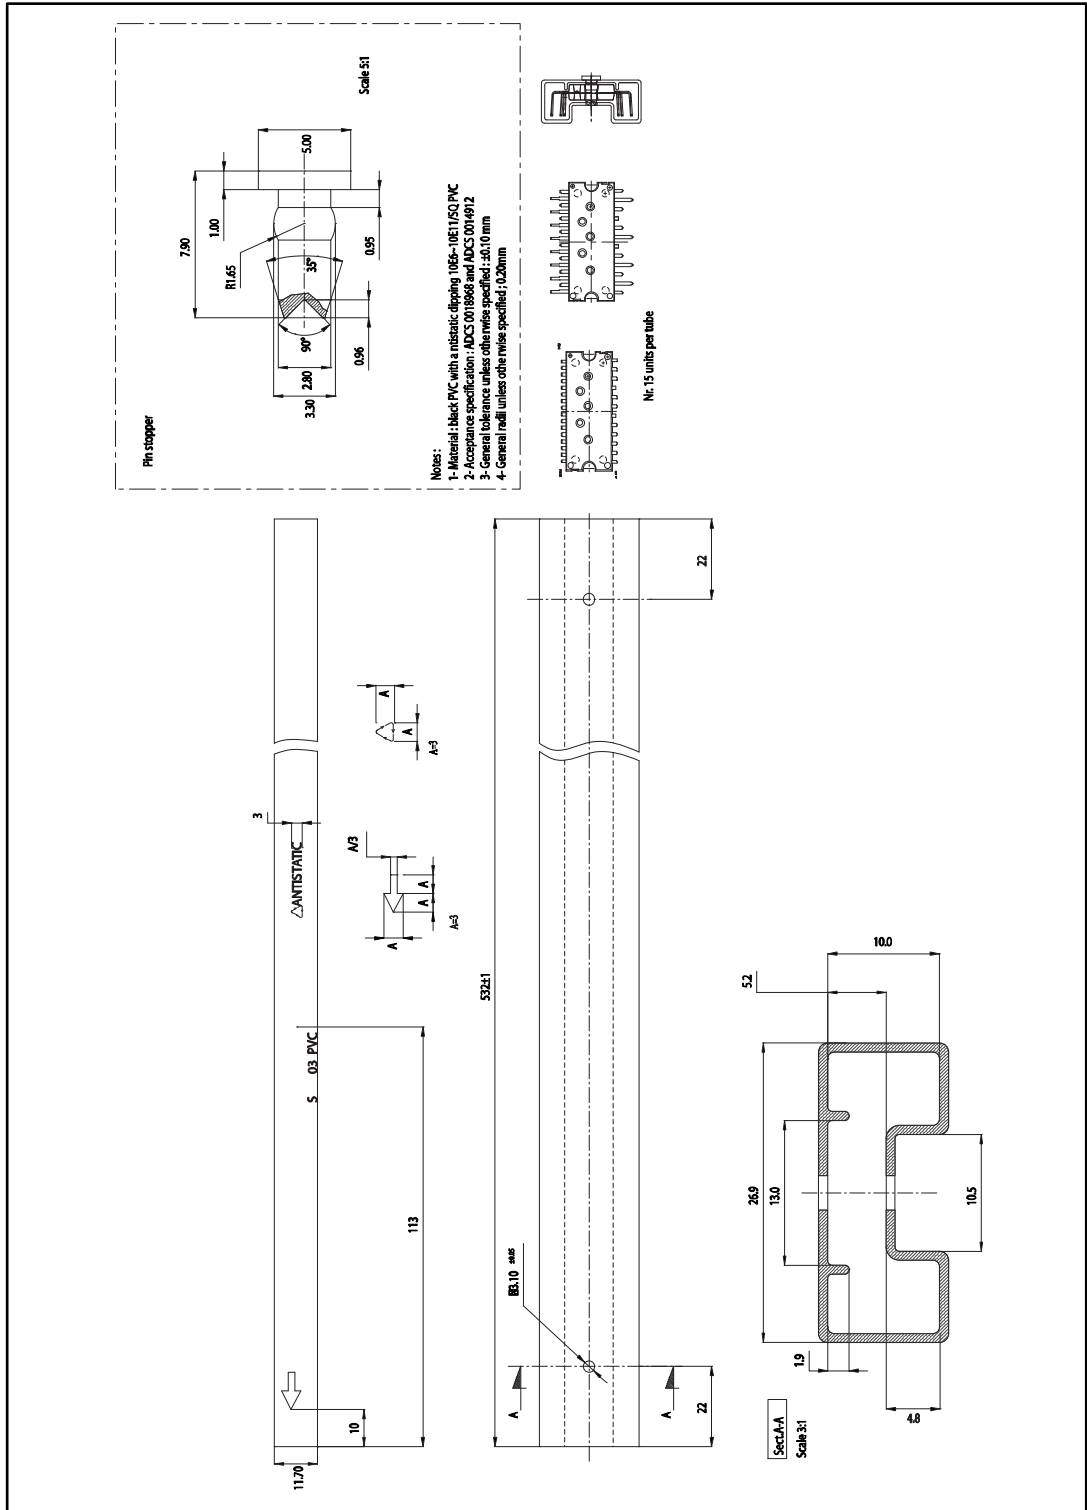 Pin stopper
Scale 5:1
7.90
1.00
5.00
R1.65
35°
0.95
90°
0.96
2.80
3.30
Notes :
1- Material : black PVC with a ntistatic dipping 10E6~10E11/SQ PVC
2- Acceptance specification : ADCS 0018968 and ADCS 0014912
3- General tolerance unless otherwise specified : ±0.10 mm
4- General radii unless otherwise specified ; 0.20mm
Nr. 15 units per tube
11.70
10
113
S 03 PVC
ANTISTATIC
3
A
A
A
A/3
A=3
A
A
A=3
532±1
22
22
3.10 ±0.05
A
A
Sect.A-A
Scale 3:1
26.9
13.0
10.5
1.9
4.8
5.2
10.0